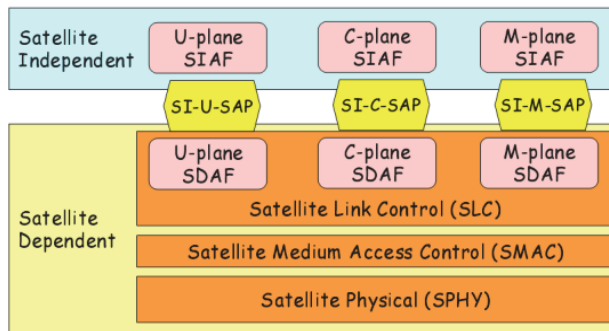 Satellite
Independent
U-plane
SIAF
C-plane
SIAF
M-plane
SIAF
SI-U-SAP
SI-C-SAP
SI-M-SAP
Satellite
Dependent
U-plane
SDAF
C-plane
SDAF
M-plane
SDAF
Satellite Link Control (SLC)
Satellite Medium Access Control (SMAC)
Satellite Physical (SPHY)